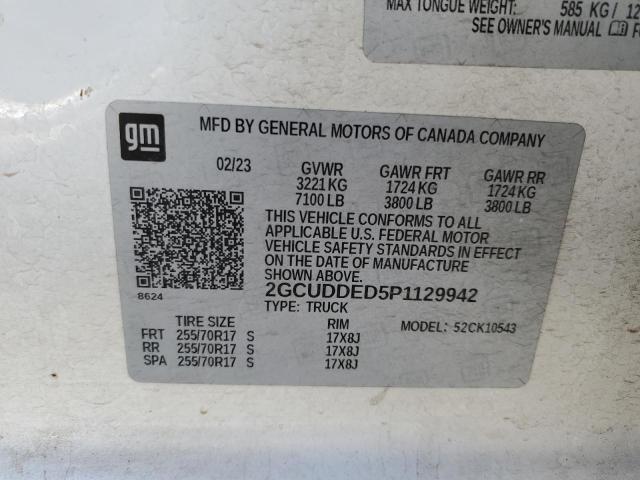 MAX TONGUE WEIGHT: 585 KG/ 12
SEE OWNER'S MANUAL
gm
MFD BY GENERAL MOTORS OF CANADA COMPANY
02/23 GVWR GAWR FRT GAWR RR
3221 KG 1724 KG 1724 KG
7100 LB 3800 LB 3800 LB
THIS VEHICLE CONFORMS TO ALL
APPLICABLE U.S. FEDERAL MOTOR
VEHICLE SAFETY STANDARDS IN EFFECT
ON THE DATE OF MANUFACTURE
SHOWN ABOVE.
8624
2GCUDDED5P1129942
TYPE: TRUCK
MODEL: 52CK10543
TIRE SIZE RIM
FRT 255/70R17 S 17X8J
RR 255/70R17 S 17X8J
SPA 255/70R17 S 17X8J